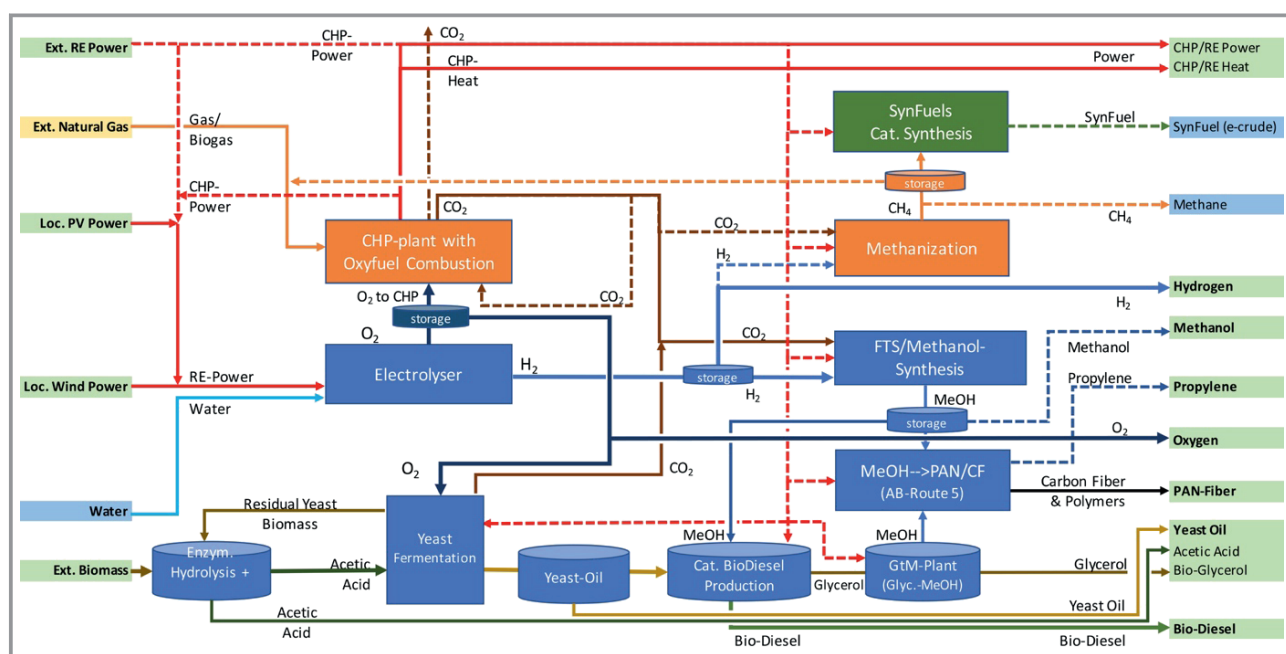 Ext. RE Power
CHP-
Power
CO2
CHP-
Heat
Power
CHP/RE Power
CHP/RE Heat
Ext. Natural Gas
Gas/
Biogas
SynFuels
Cat. Synthesis
SynFuel
SynFuel (e-crude)
CHP-
Power
CO2
storage
CH4
CH4
Methane
Loc. PV Power
CHP-plant with
Oxyfuel Combustion
CO2
Methanization
H2
O2 to CHP
CO2
Hydrogen
H2
storage
O2
CO2
Methanol
Methanol
Electrolyser
H2
storage
H2
FTS/Methanol-
Synthesis
Loc. Wind Power
RE-Power
Water
Propylene
Propylene
MeOH
storage
O2
Oxygen
O2
CO2
MeOH-->PAN/CF
(AB-Route 5)
Carbon Fiber
& Polymers
PAN-Fiber
Water
Residual Yeast
Biomass
Yeast
Fermentation
MeOH
MeOH
Yeast Oil
Ext. Biomass
Enzym.
Hydrolysis +
Acetic
Acid
Yeast-Oil
Cat. BioDiesel
Production
Glycerol
GtM-Plant
(Glyc.-MeOH)
Glycerol
Acetic Acid
Bio-Glycerol
Acetic
Acid
Yeast Oil
Bio-Diesel
Bio-Diesel
Bio-Diesel